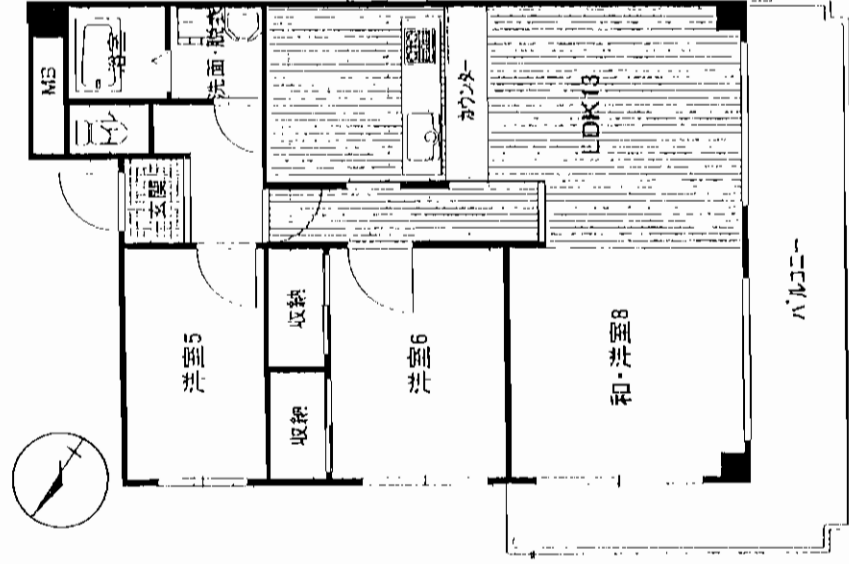 MB
浴室
洗面・脱衣
トイレ
玄関
カウンター
LDK13
洋室5
収納
収納
洋室6
和・洋室8
バルコニー